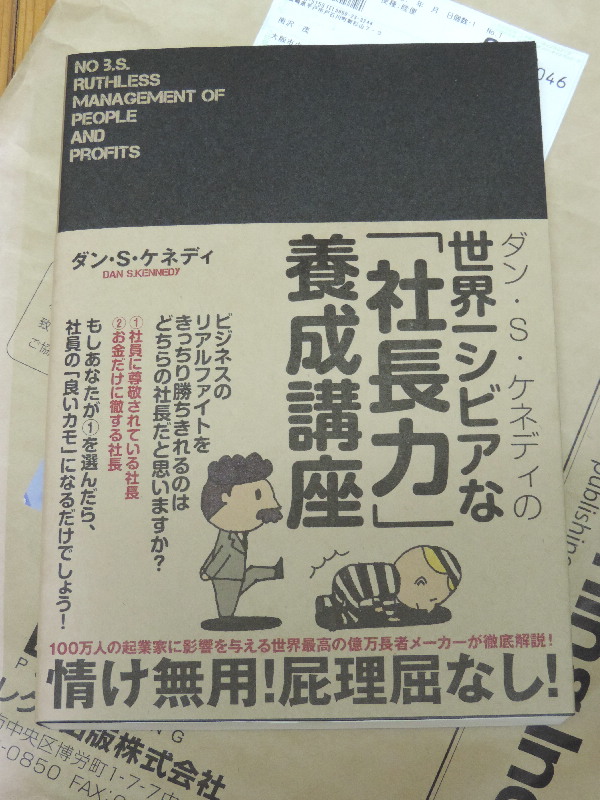 NO B.S.
RUTHLESS
MANAGEMENT OF
PEOPLE
AND
PROFITS
ダン・S・ケネディの
世界一シビアな
「社長力」
養成講座
ダン・S・ケネディ
DAN S.KENNEDY
ビジネスの
リアルファイトを
きっちり勝ちきれるのは
どちらの社長だと思いますか?
①社員に尊敬されている社長
②お金だけに徹する社長
もしあなたが①を選んだら、
社員の「良いカモ」になるだけでしょう!
100万人の起業家に影響を与える世界最高の億万長者メーカーが徹底解説!
情け無用!屁理屈なし!
046
publishing
ing Inc
出版株式会社
市中央区博労町1-7-7
-0850 FAX:0